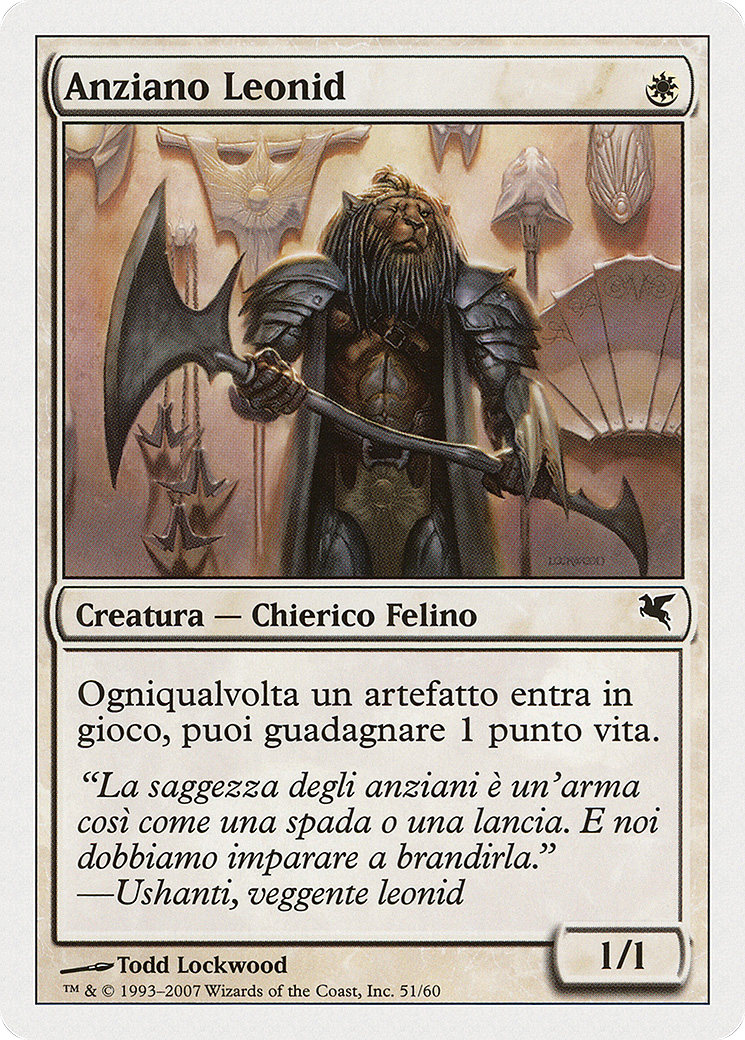 Anziano Leonid
LOCKWOOD
Creatura — Chierico Felino
Ogniqualvolta un artefatto entra in
gioco, puoi guadagnare 1 punto vita.
“La saggezza degli anziani è un’arma
così come una spada o una lancia. E noi
dobbiamo imparare a brandirla.”
—Ushanti, veggente leonid
1/1
Todd Lockwood
™ & © 1993–2007 Wizards of the Coast, Inc. 51/60